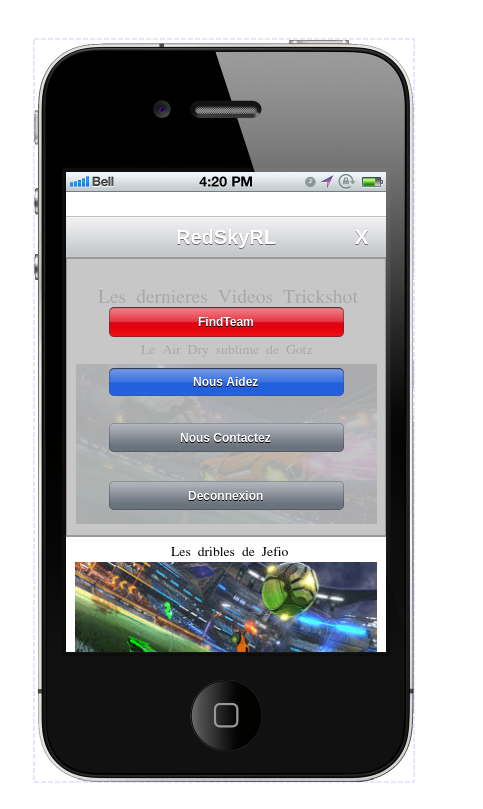 Bell 4:20 PM
RedSkyRL X
Les dernieres Videos Trickshot
FindTeam
Le Air Dry sublime de Gotz
Nous Aidez
Nous Contactez
Deconnexion
Les dribles de Jefio